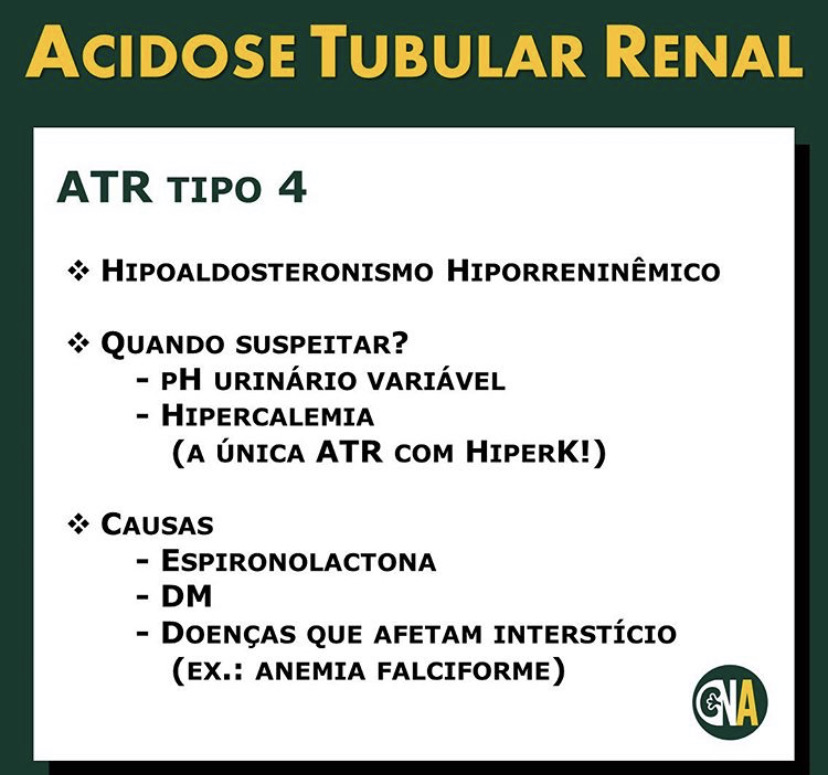 ACIDOSE TUBULAR RENAL
ATR TIPO 4
❖ HIPOALDOSTERONISMO HIPORRENINÊMICO
❖ QUANDO SUSPEITAR?
- PH URINÁRIO VARIÁVEL
- HIPERCALEMIA
(A ÚNICA ATR COM HIPERK!)
❖ CAUSAS
- ESPIRONOLACTONA
- DM
- DOENÇAS QUE AFETAM INTERSTÍCIO
(EX.: ANEMIA FALCIFORME)
GNA